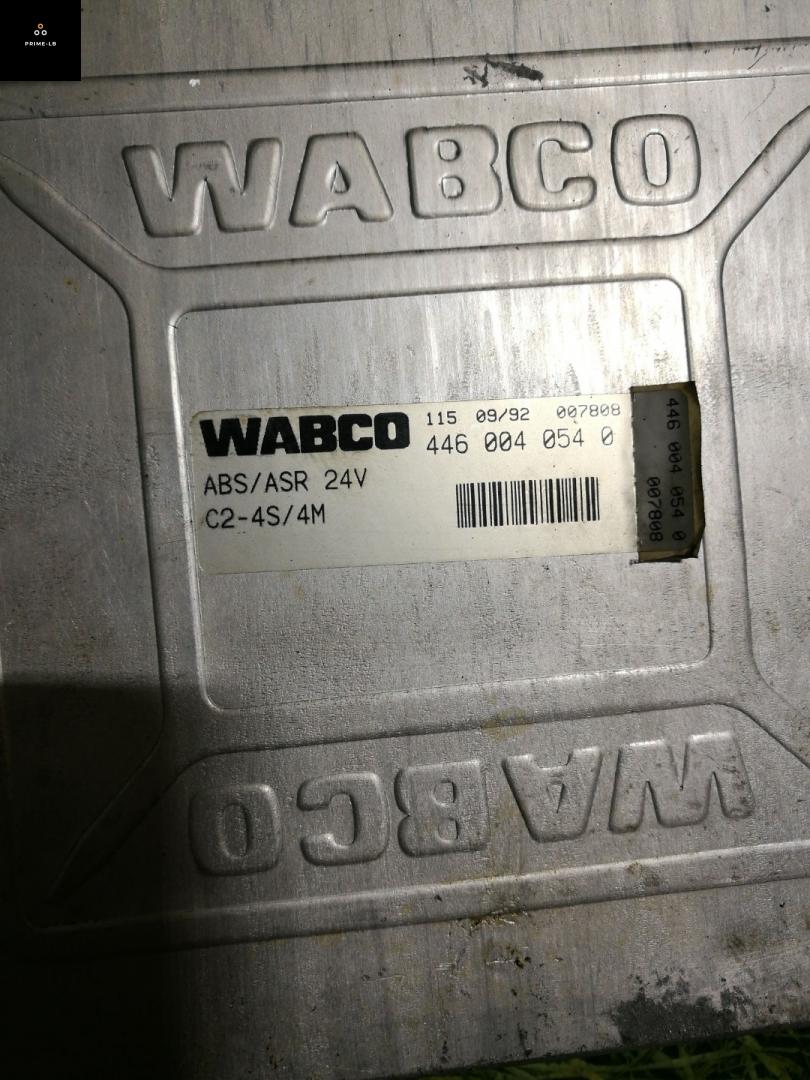 PRIME-LB
WABCO
WABCO 115 09/92 007808
446 004 054 0
ABS/ASR 24V
C2-4S/4M
446 004 054 0
007808
WABCO